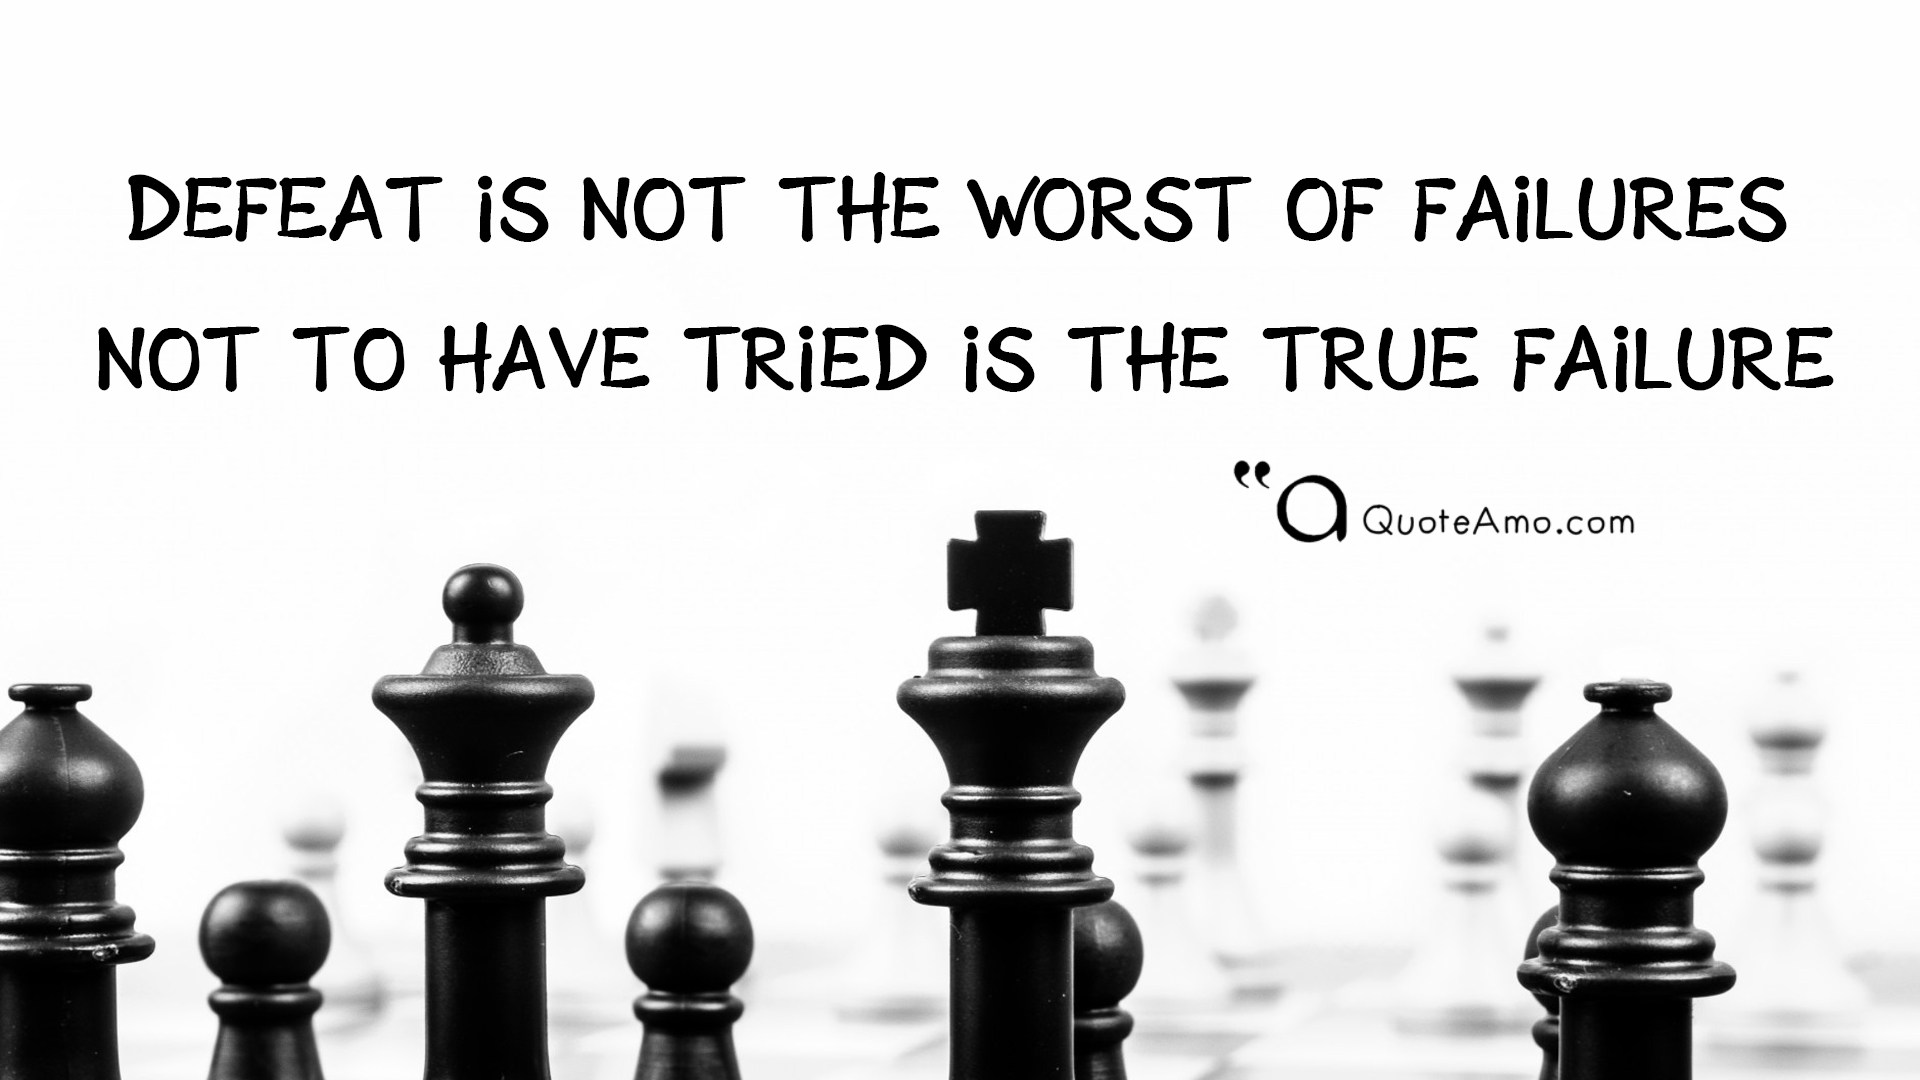 DEFEAT iS NOT THE WORST OF FAiLURES
NOT TO HAVE TRiED iS THE TRUE FAiLURE
”a QuoteAmo.com